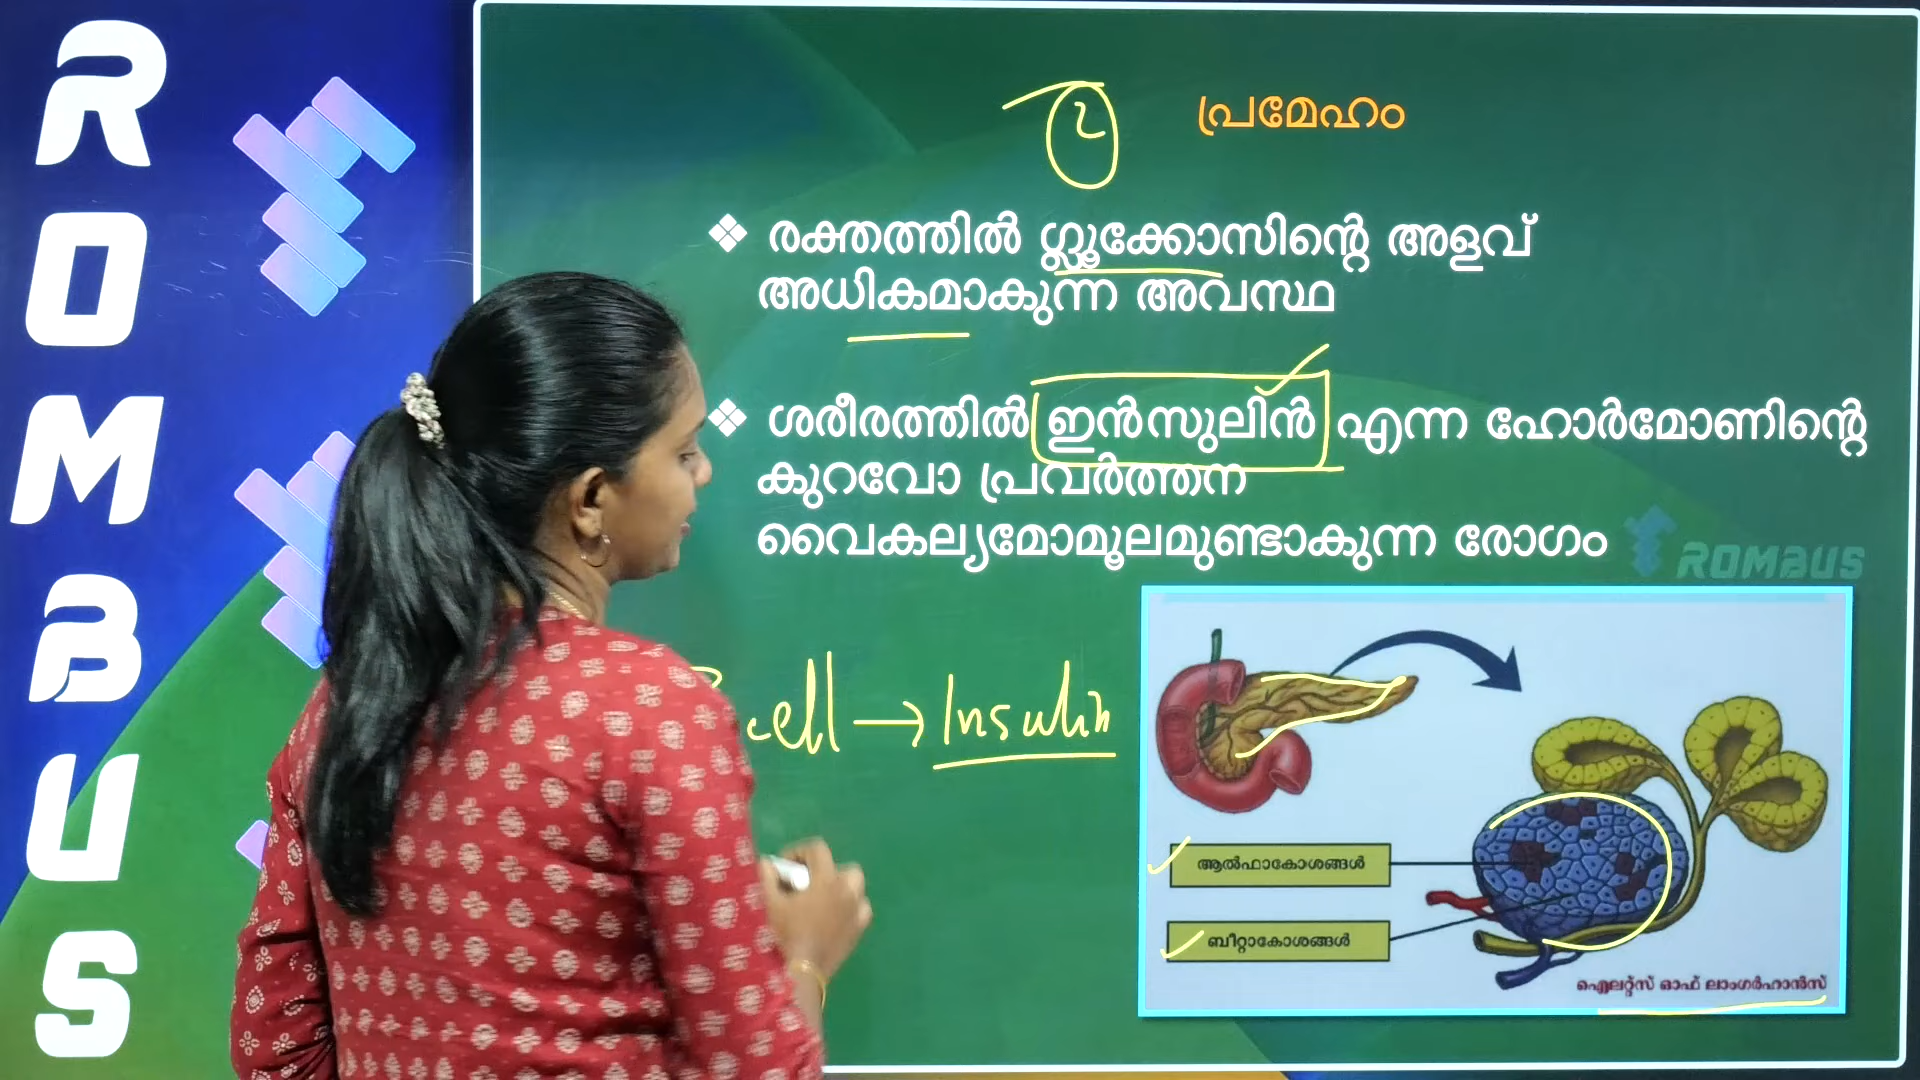 ROMBUS
2
പ്രമേഹം
❖ രക്തത്തിൽ ഗ്ലൂക്കോസിന്റെ അളവ്
അധികമാകുന്ന അവസ്ഥ
❖ ശരീരത്തിൽ ഇൻസുലിൻ എന്ന ഹോർമോണിന്റെ
കുറവോ പ്രവർത്തന
വൈകല്യമോമൂലമുണ്ടാകുന്ന രോഗം
ROMBUS
cell → Insulin
ആൽഫാകോശങ്ങൾ
ബീറ്റാകോശങ്ങൾ
ഐലറ്റ്സ് ഓഫ് ലാംഗർഹാൻസ്